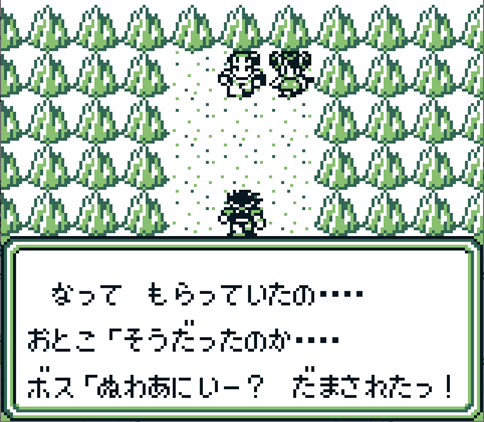 なって　もらっていたの‥‥
おとこ「そうだったのか‥‥
ボス「ぬわあにぃー？　だまされたっ！